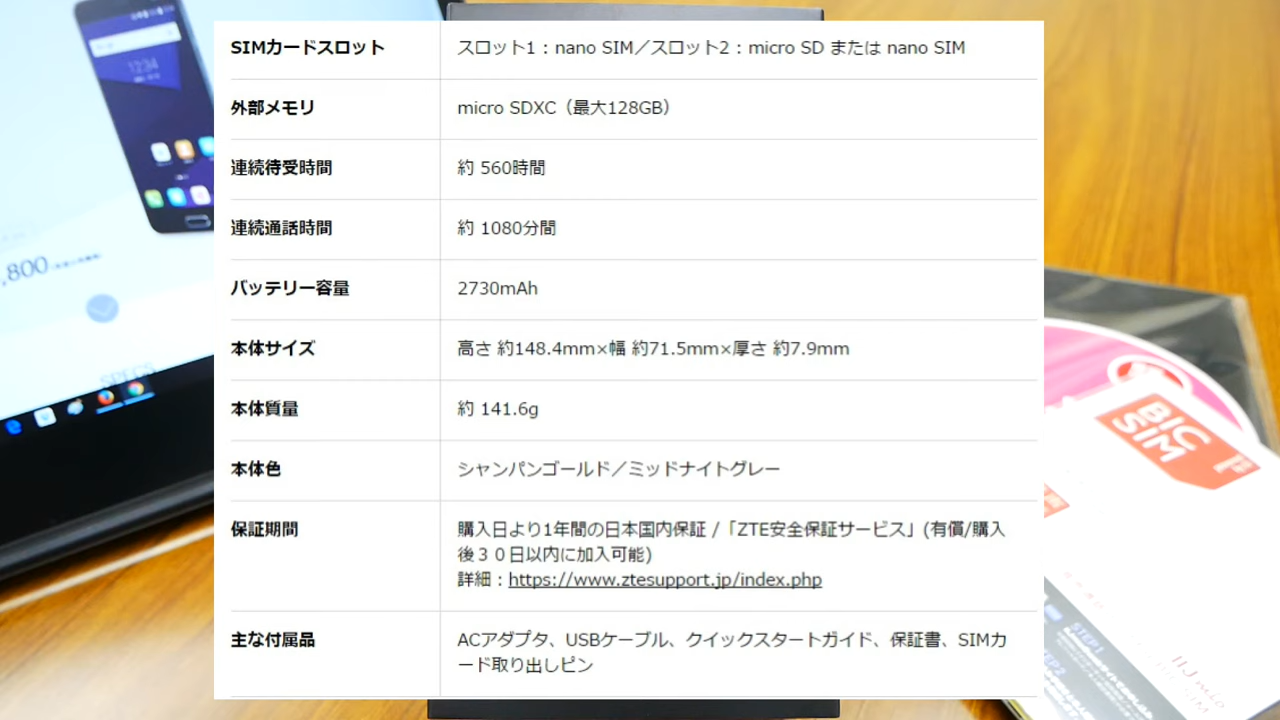 SIMカードスロット
スロット1：nano SIM／スロット2：micro SD または nano SIM
外部メモリ
micro SDXC（最大128GB）
連続待受時間
約 560時間
連続通話時間
約 1080分間
バッテリー容量
2730mAh
本体サイズ
高さ 約148.4mm×幅 約71.5mm×厚さ 約7.9mm
本体質量
約 141.6g
本体色
シャンパンゴールド／ミッドナイトグレー
保証期間
購入日より1年間の日本国内保証 /「ZTE安全保証サービス」(有償/購入
後３０日以内に加入可能)
詳細：https://www.ztesupport.jp/index.php
主な付属品
ACアダプタ、USBケーブル、クイックスタートガイド、保証書、SIMカ
ード取り出しピン
12:34
,800
SPECS
BIC
SIM
STEP1
STEP2
IIJ mio